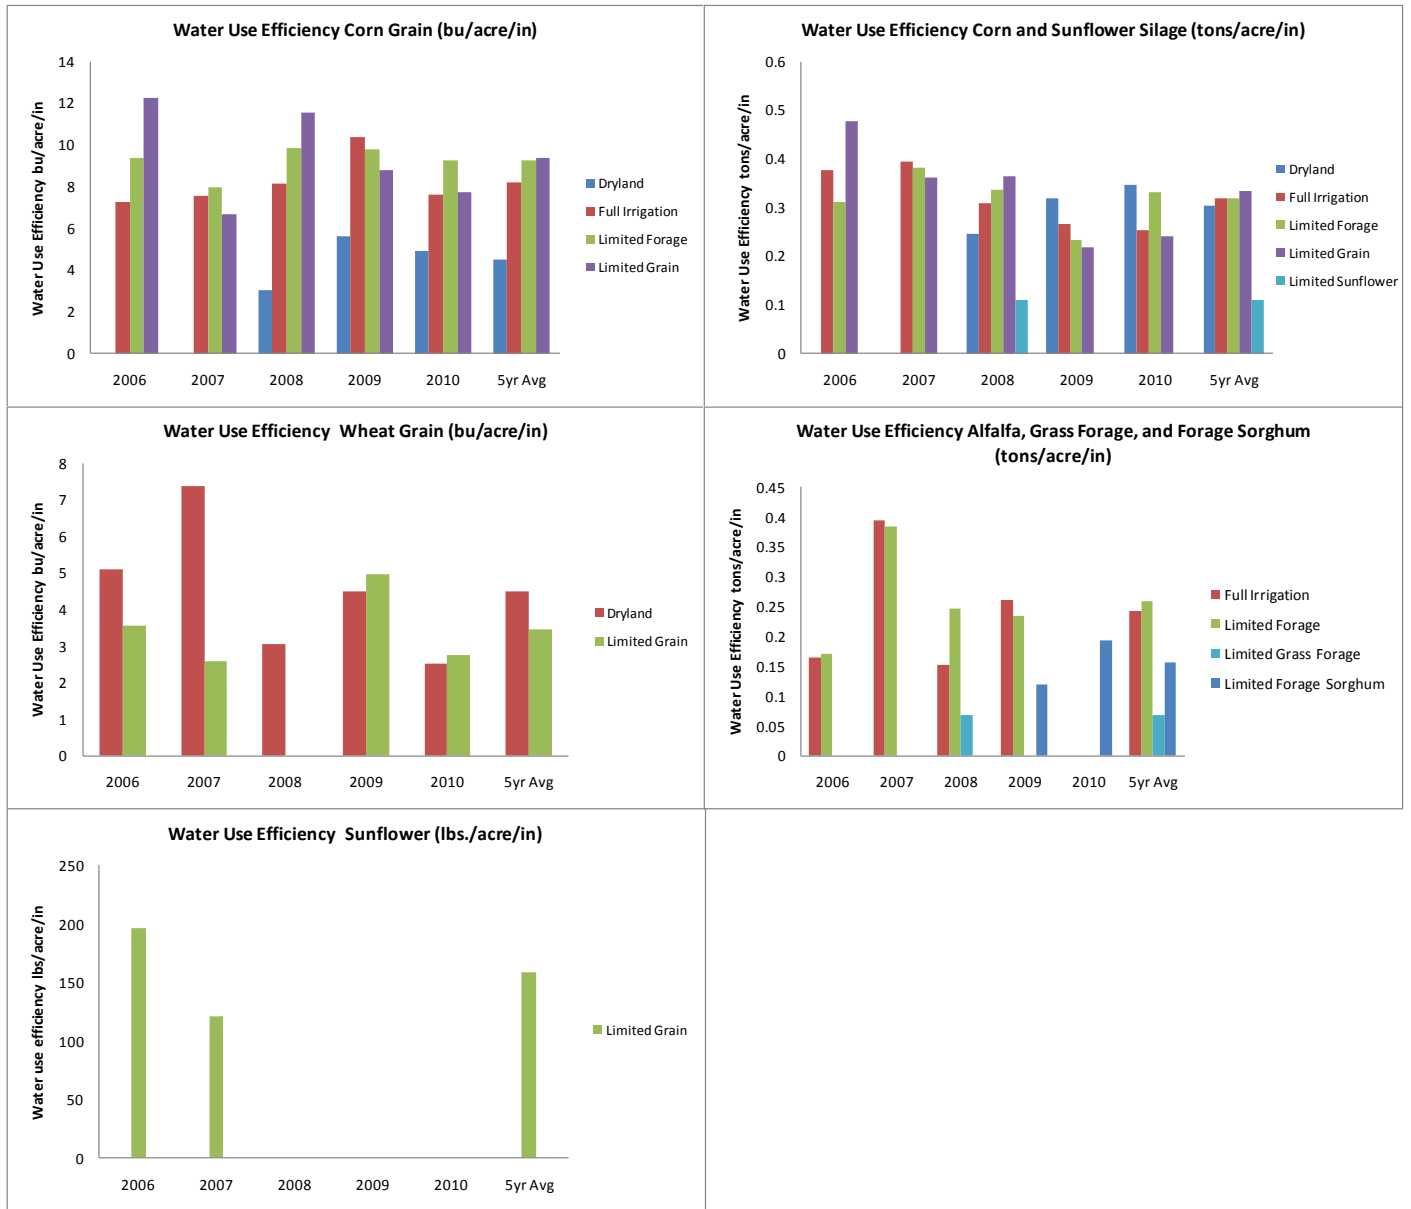 Water Use Efficiency Corn Grain (bu/acre/in)
Water Use Efficiency bu/acre/in
14
12
10
8
6
4
2
0
2006 2007 2008 2009 2010 5yr Avg
Dryland
Full Irrigation
Limited Forage
Limited Grain
Water Use Efficiency Corn and Sunflower Silage (tons/acre/in)
Water Use Efficiency tons/acre/in
0.6
0.5
0.4
0.3
0.2
0.1
0
2006 2007 2008 2009 2010 5yr Avg
Dryland
Full Irrigation
Limited Forage
Limited Grain
Limited Sunflower
Water Use Efficiency Wheat Grain (bu/acre/in)
Water Use Efficiency bu/acre/in
8
7
6
5
4
3
2
1
0
2006 2007 2008 2009 2010 5yr Avg
Dryland
Limited Grain
Water Use Efficiency Alfalfa, Grass Forage, and Forage Sorghum
(tons/acre/in)
Water Use Efficiency tons/acre/in
0.45
0.4
0.35
0.3
0.25
0.2
0.15
0.1
0.05
0
2006 2007 2008 2009 2010 5yr Avg
Full Irrigation
Limited Forage
Limited Grass Forage
Limited Forage Sorghum
Water Use Efficiency Sunflower (lbs./acre/in)
Water use efficiency lbs/acre/in
250
200
150
100
50
0
2006 2007 2008 2009 2010 5yr Avg
Limited Grain